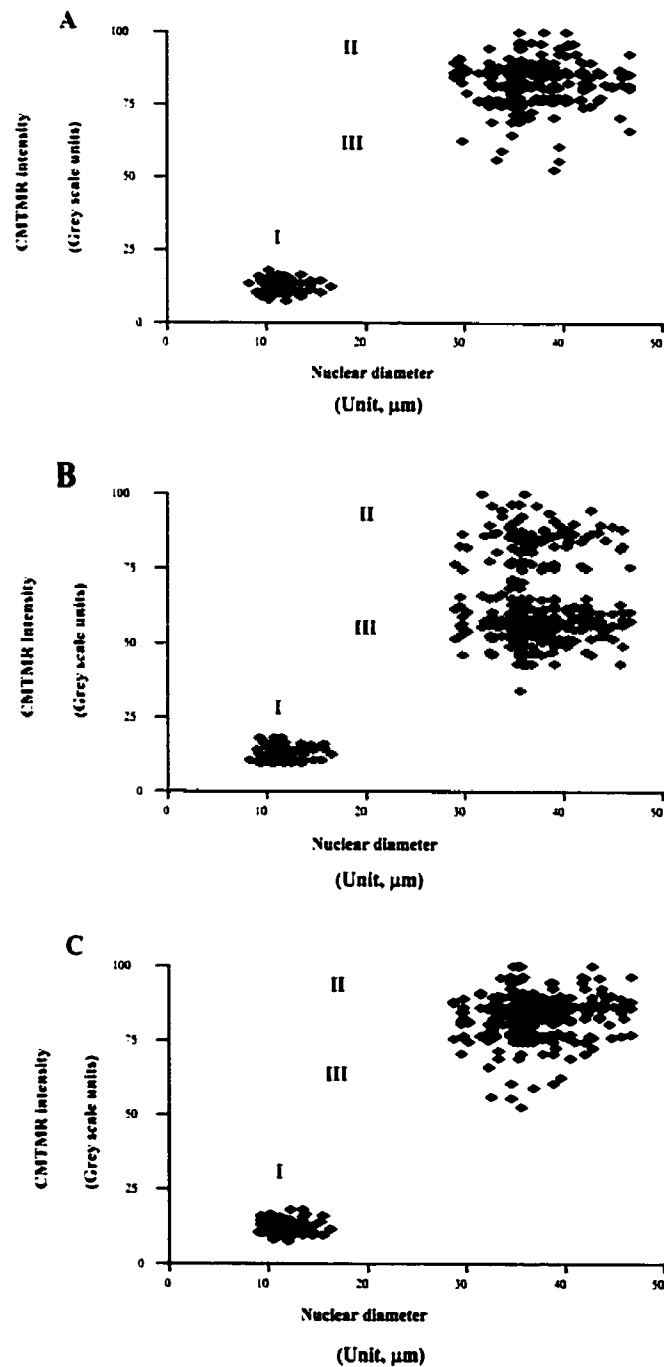 A
100
II
75
CMTMR intensity
(Grey scale units)
III
50
I
25
0
0 10 20 30 40 50
Nuclear diameter
(Unit, μm)
B
100
II
75
CMTMR intensity
(Grey scale units)
III
50
I
25
0
0 10 20 30 40 50
Nuclear diameter
(Unit, μm)
C
100
II
75
CMTMR intensity
(Grey scale units)
III
50
I
25
0
0 10 20 30 40 50
Nuclear diameter
(Unit, μm)